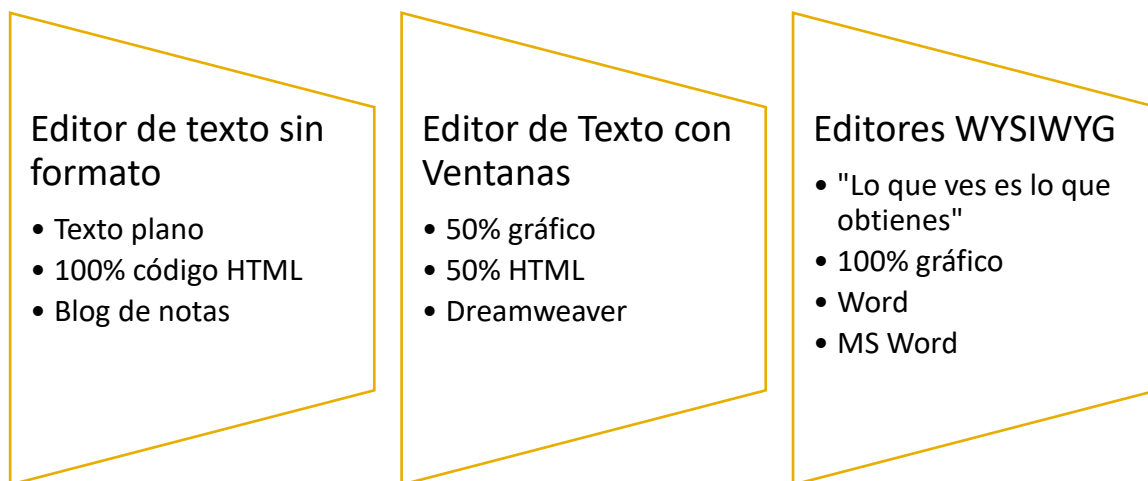 Editor de texto sin
formato
• Texto plano
• 100% código HTML
• Blog de notas
Editor de Texto con
Ventanas
• 50% gráfico
• 50% HTML
• Dreamweaver
Editores WYSIWYG
• "Lo que ves es lo que
obtienes"
• 100% gráfico
• Word
• MS Word